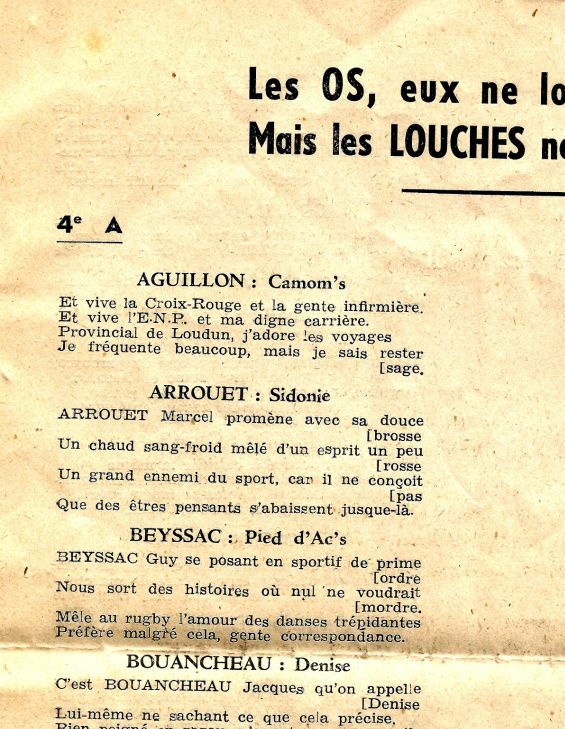 Les OS, eux ne
Mais les LOUCHES
4e A
AGUILLON : Camom's
Et vive la Croix-Rouge et la gente infirmière.
Et vive l'E.N.P. et ma digne carrière.
Provincial de Loudun, j'adore les voyages
Je fréquente beaucoup, mais je sais rester
[sage.
ARROUET : Sidonie
ARROUET Marcel promène avec sa douce
[brosse
Un chaud sang-froid mêlé d'un esprit un peu
[rosse
Un grand ennemi du sport, car il ne conçoit
[pas
Que des êtres pensants s'abaissent jusque-là.
BEYSSAC : Pied d'Ac's
BEYSSAC Guy se posant en sportif de prime
[ordre
Nous sort des histoires où nul ne voudrait
[mordre.
Mêle au rugby l'amour des danses trépidantes
Préfère malgré cela, gente correspondance.
BOUANCHEAU : Denise
C'est BOUANCHEAU Jacques qu'on appelle
[Denise
Lui-même ne sachant ce que cela précise,